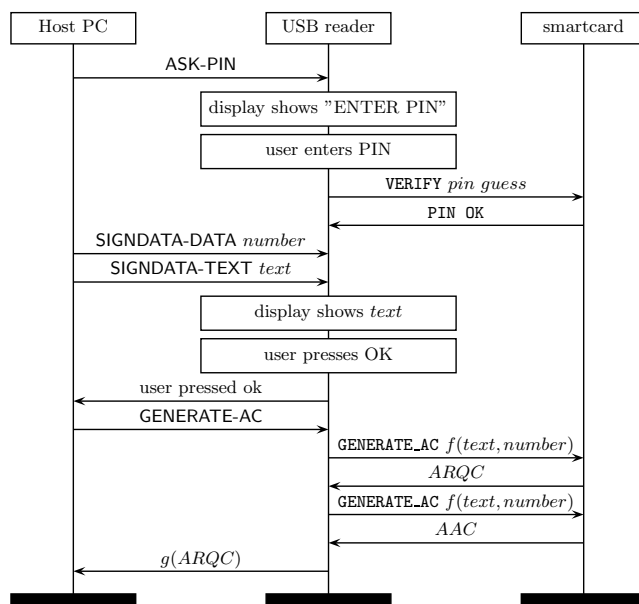 Host PC USB reader smartcard
ASK-PIN
display shows ”ENTER PIN”
user enters PIN
VERIFY pin guess
PIN OK
SIGNDATA-DATA number
SIGNDATA-TEXT text
display shows text
user presses OK
user pressed ok
GENERATE-AC
GENERATE_AC f(text, number)
ARQC
GENERATE_AC f(text, number)
AAC
g(ARQC)